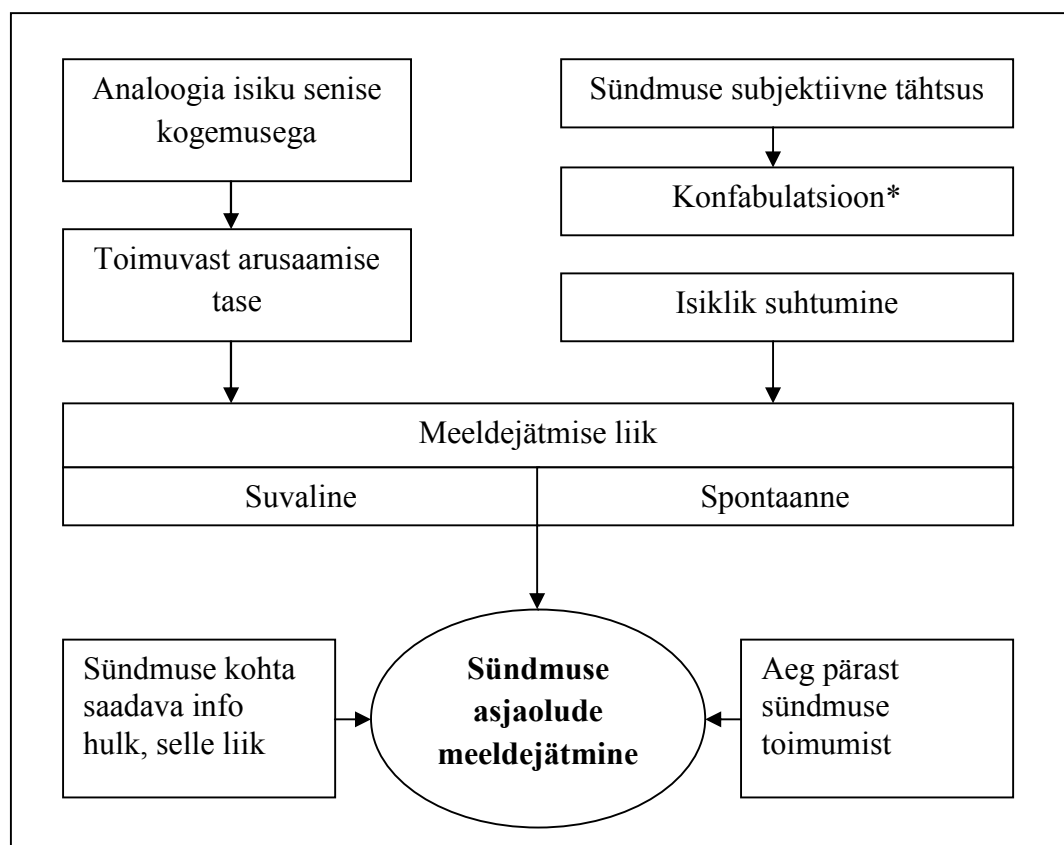 Analoogia isiku senise
kogemusega
Sündmuse subjektiivne tähtsus
Konfabulatsioon*
Toimuvast arusaamise
tase
Isiklik suhtumine
Meeldejätmise liik
Suvaline
Spontaanne
Sündmuse kohta
saadava info
hulk, selle liik
Sündmuse
asjaolude
meeldejätmine
Aeg pärast
sündmuse
toimumist